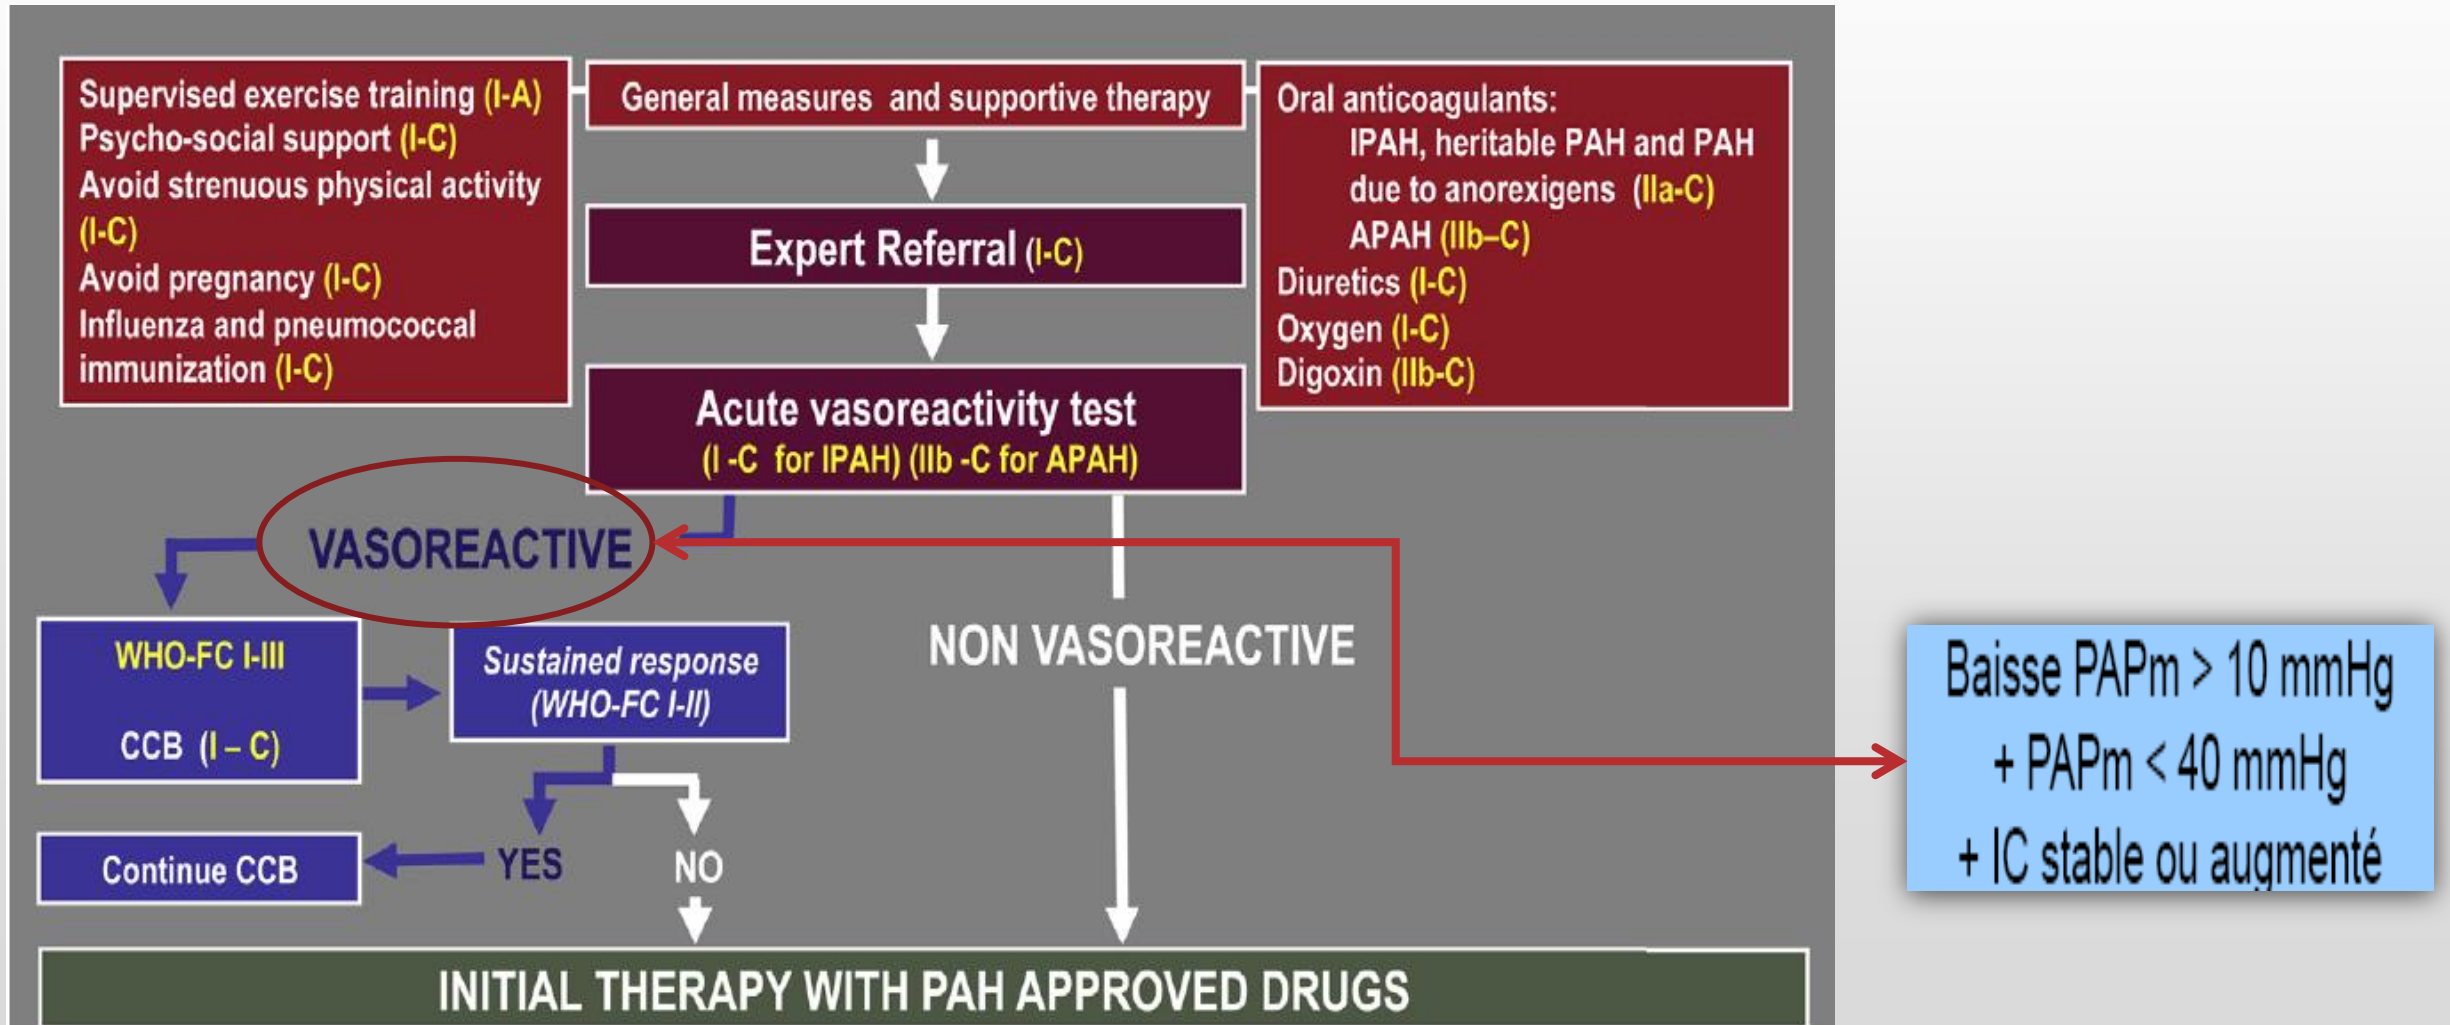 Supervised exercise training (I-A)
Psycho-social support (I-C)
Avoid strenuous physical activity
(I-C)
Avoid pregnancy (I-C)
Influenza and pneumococcal
immunization (I-C)
General measures and supportive therapy
Oral anticoagulants:
IPAH, heritable PAH and PAH
due to anorexigens (IIa-C)
APAH (IIb–C)
Diuretics (I-C)
Oxygen (I-C)
Digoxin (IIb-C)
Expert Referral (I-C)
Acute vasoreactivity test
(I -C for IPAH) (IIb -C for APAH)
VASOREACTIVE
NON VASOREACTIVE
WHO-FC I-III
CCB (I – C)
Sustained response
(WHO-FC I-II)
YES
NO
Continue CCB
INITIAL THERAPY WITH PAH APPROVED DRUGS
Baisse PAPm > 10 mmHg
+ PAPm < 40 mmHg
+ IC stable ou augmenté